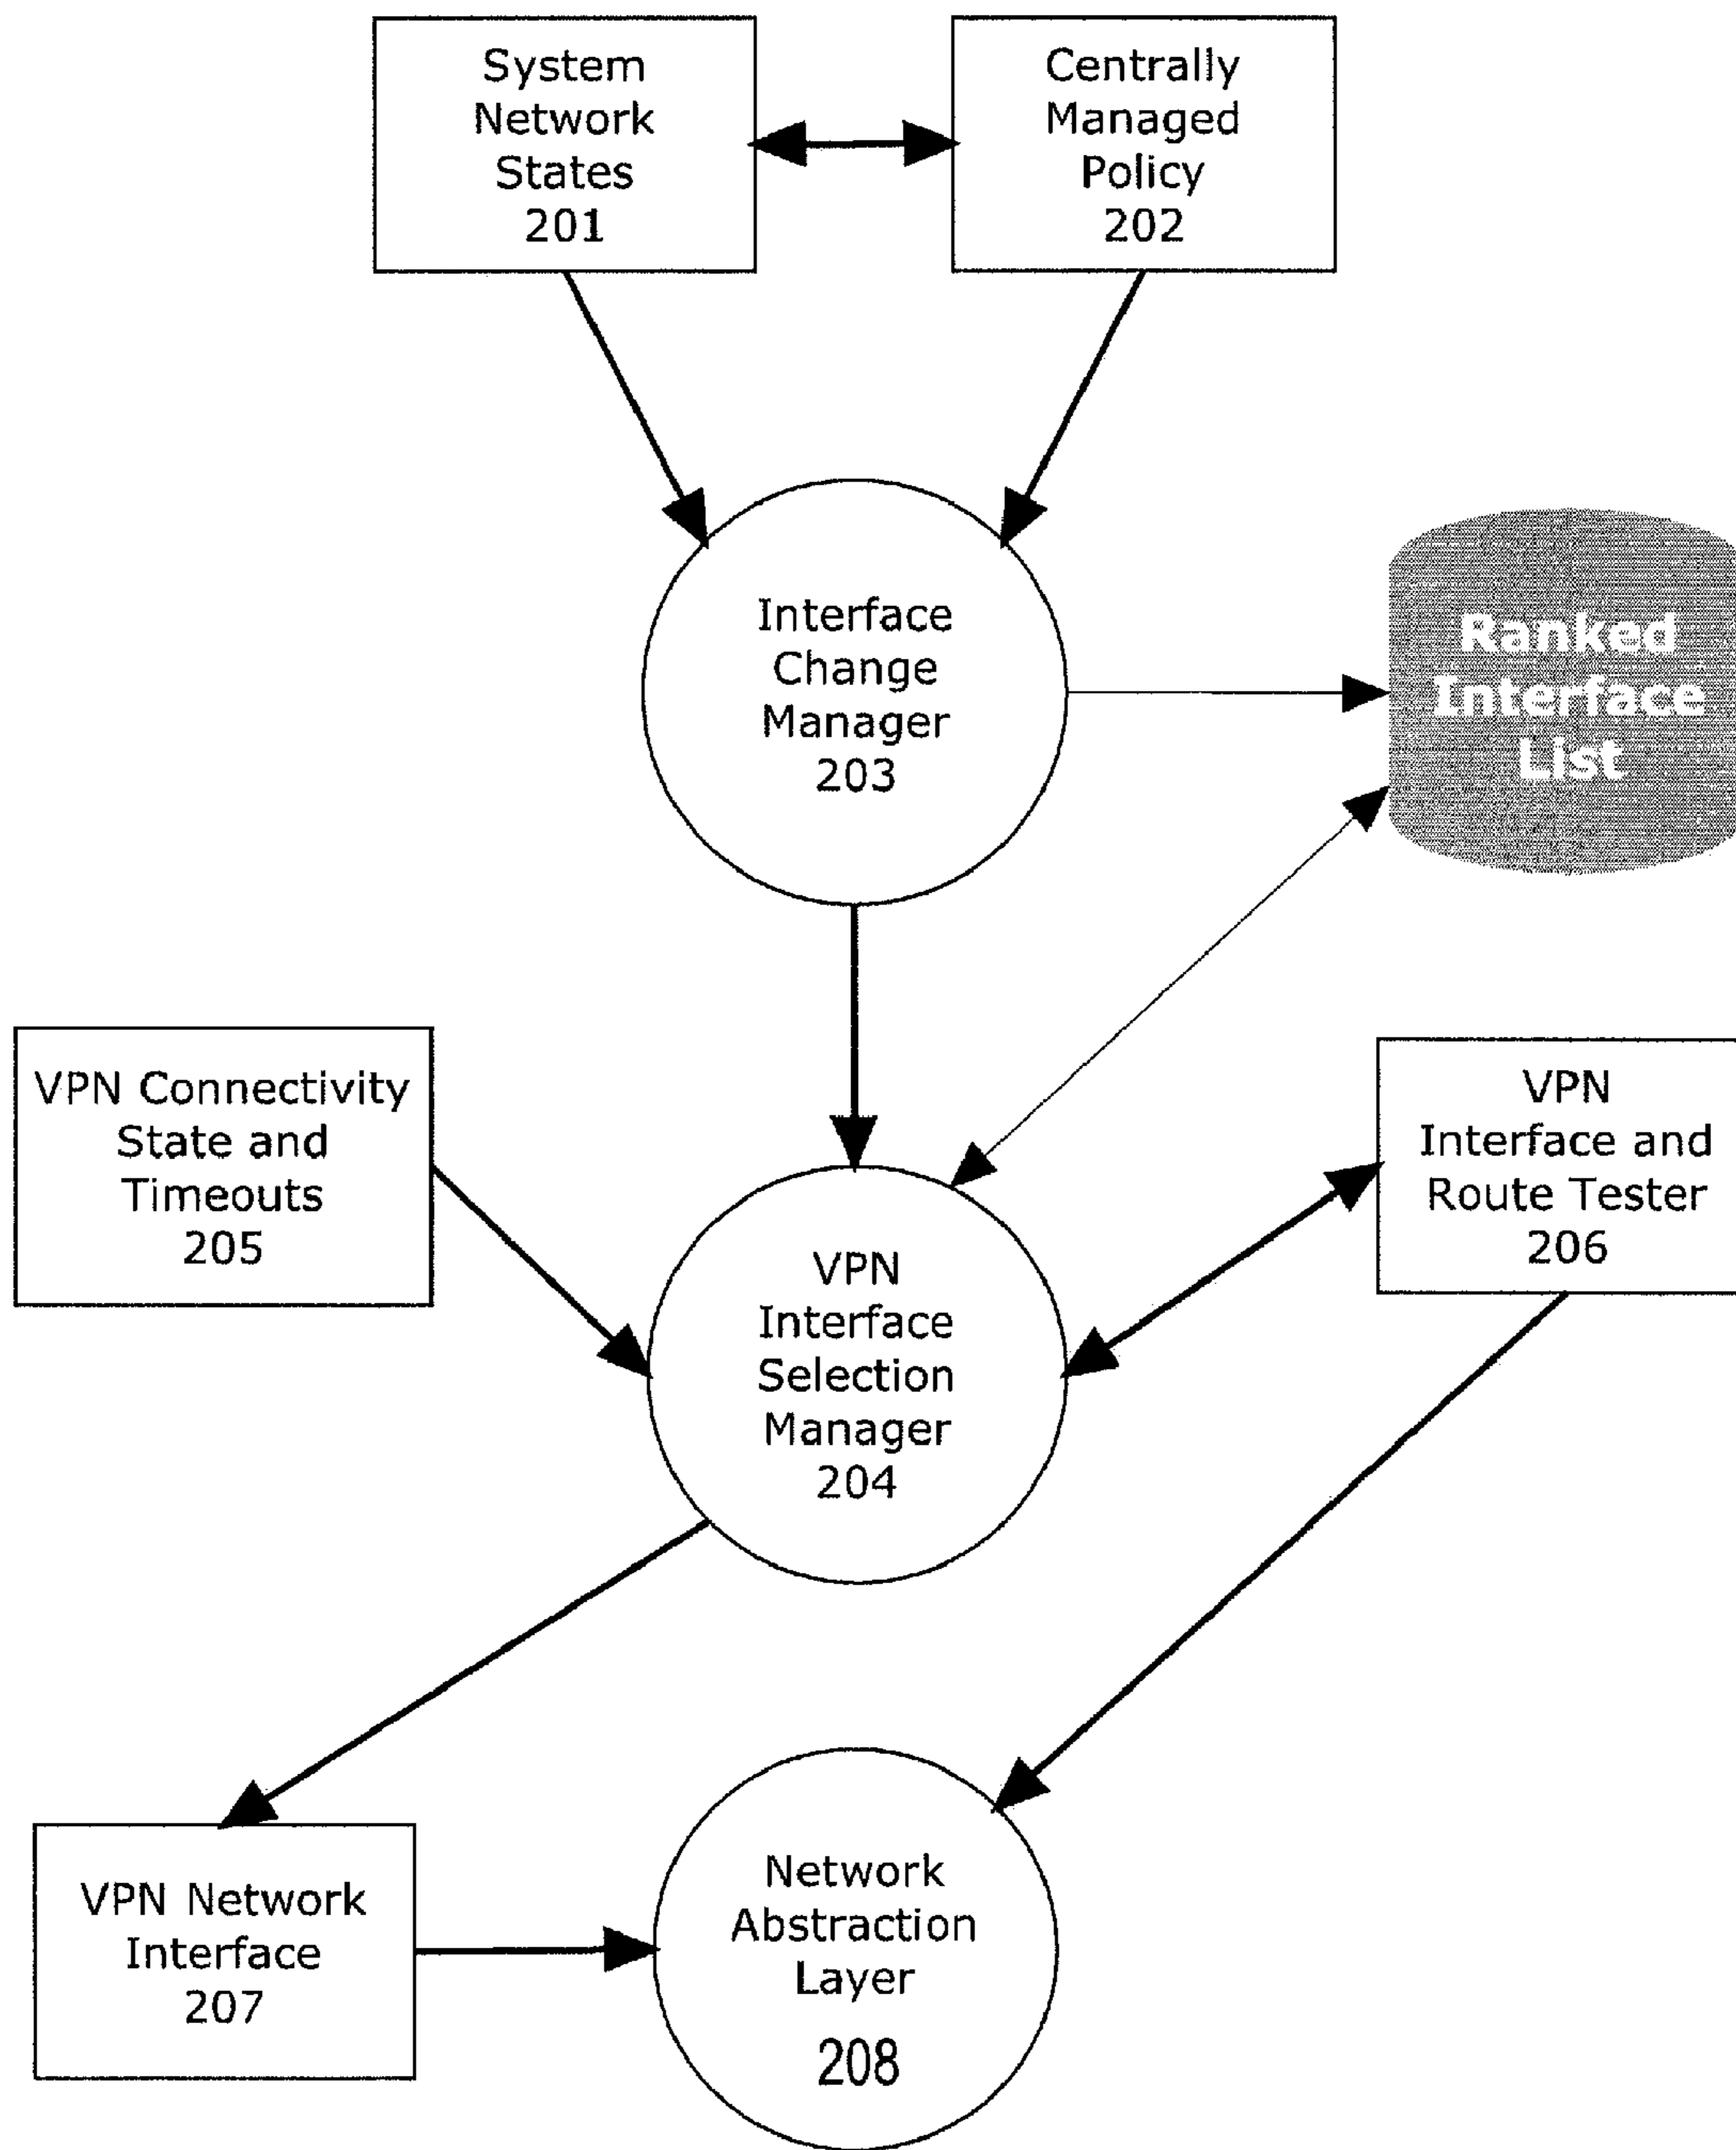 System
Network
States
201
Centrally
Managed
Policy
202
Interface
Change
Manager
203
Ranked
Interface
List
VPN Connectivity
State and
Timeouts
205
VPN
Interface and
Route Tester
206
VPN
Interface
Selection
Manager
204
VPN Network
Interface
207
Network
Abstraction
Layer
208